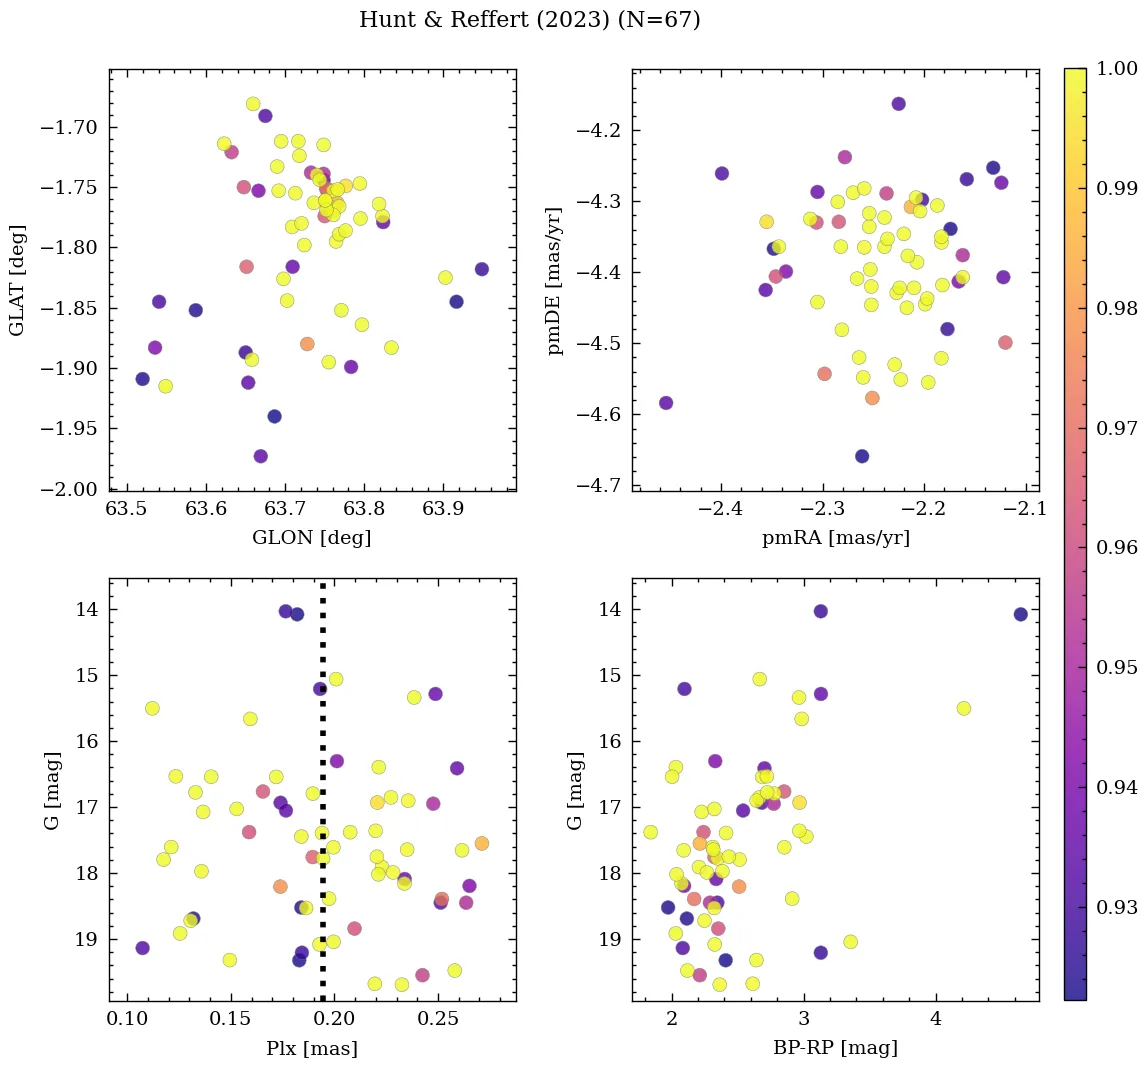 Hunt & Reffert (2023) (N=67)
−1.70
−1.75
−1.80
−1.85
−1.90
−1.95
−2.00
GLAT [deg]
63.5 63.6 63.7 63.8 63.9
GLON [deg]
−4.2
−4.3
−4.4
−4.5
−4.6
−4.7
pmDE [mas/yr]
−2.4 −2.3 −2.2 −2.1
pmRA [mas/yr]
14
15
16
17
18
19
G [mag]
0.10 0.15 0.20 0.25
Plx [mas]
14
15
16
17
18
19
G [mag]
2 3 4
BP-RP [mag]
1.00
0.99
0.98
0.97
0.96
0.95
0.94
0.93